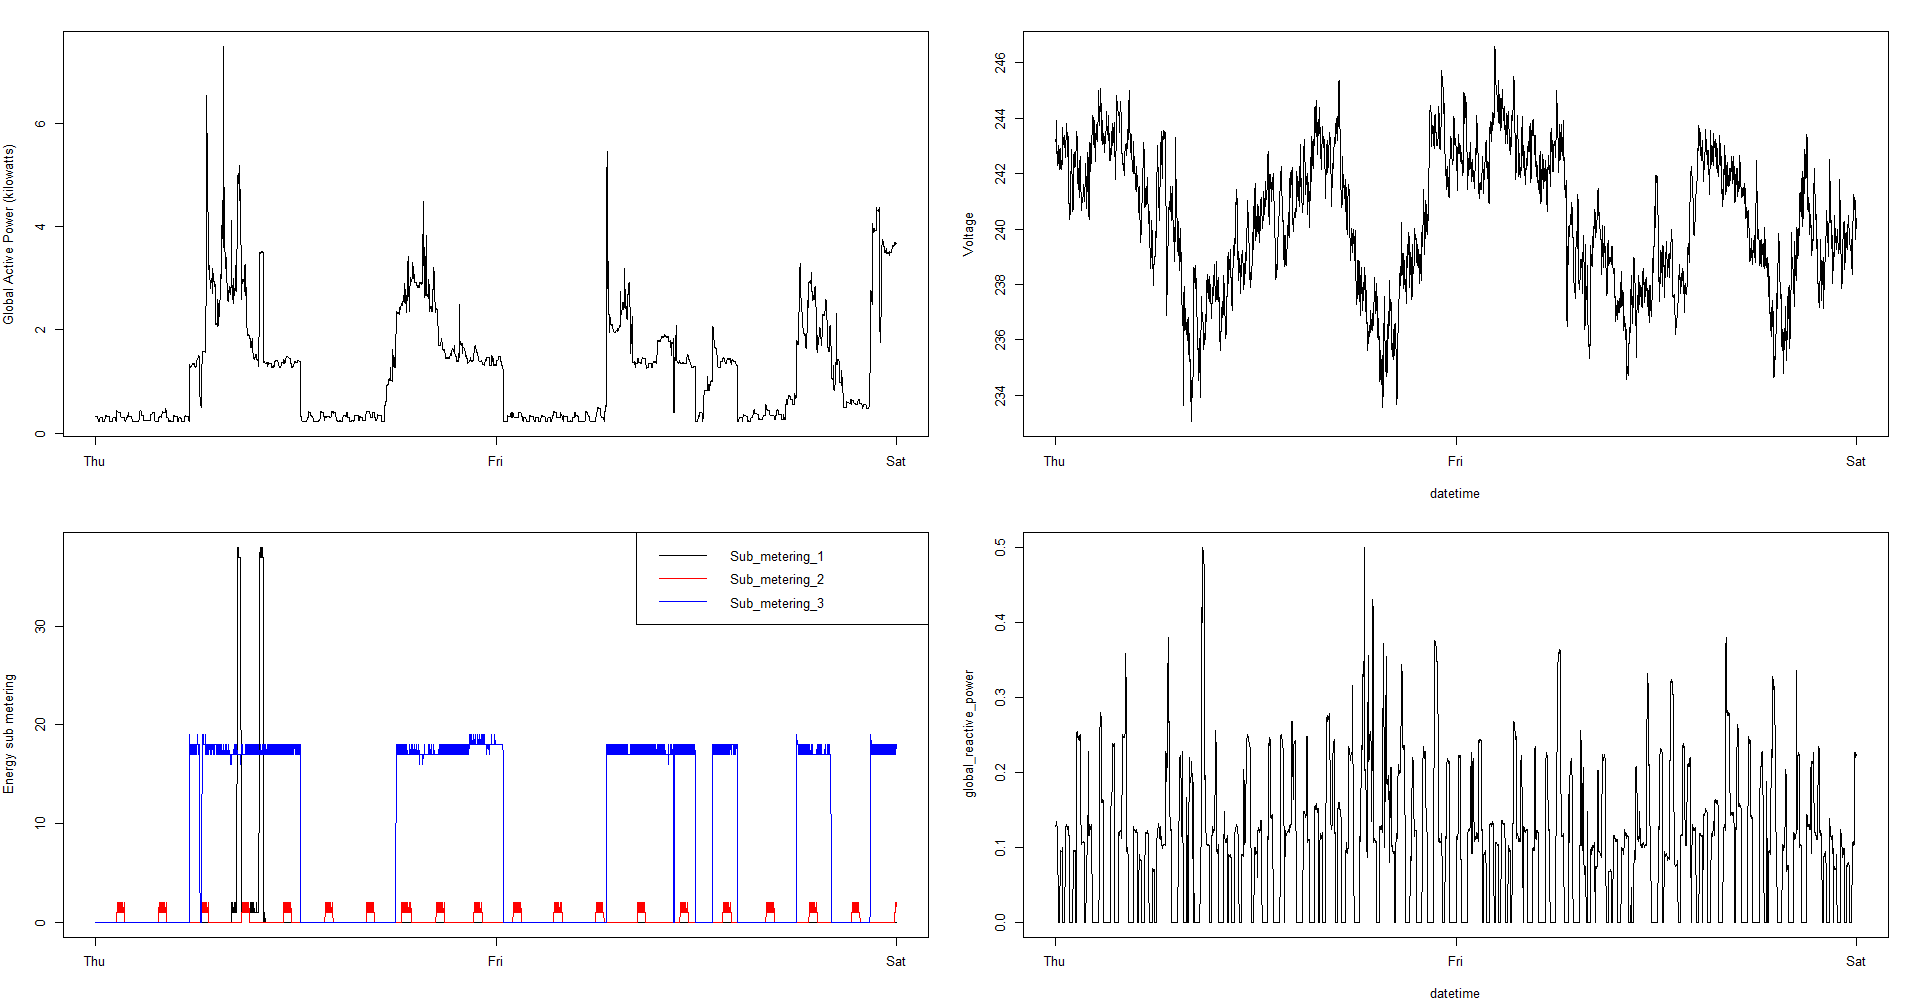 Global Active Power (kilowatts)
6
4
2
0
Thu
Fri
Sat
Voltage
246
244
242
240
238
236
234
Thu
Fri
Sat
datetime
Energy sub metering
30
20
10
0
Sub_metering_1
Sub_metering_2
Sub_metering_3
Thu
Fri
Sat
global_reactive_power
0.5
0.4
0.3
0.2
0.1
0.0
Thu
Fri
Sat
datetime